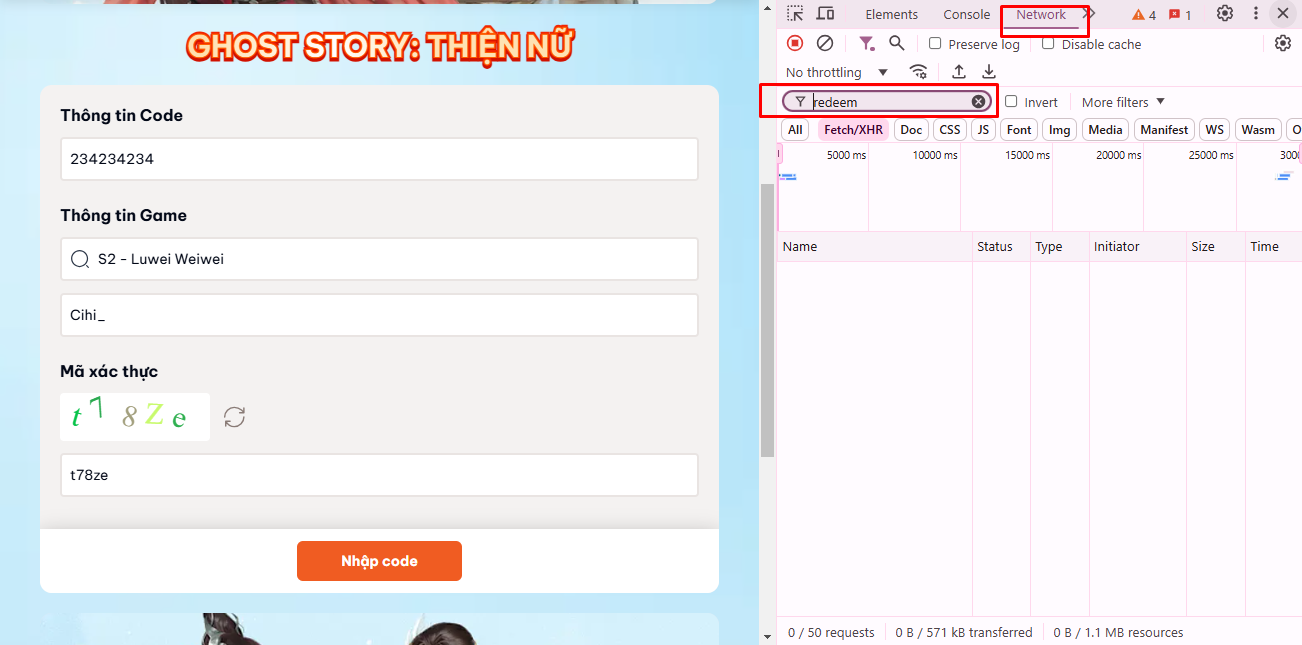 GHOST STORY: THIỆN NỮ
Thông tin Code
234234234
Thông tin Game
S2 - Luwei Weiwei
Cihi_
Mã xác thực
t78Ze
t78ze
Nhập code
Elements Console Network 4 1
Preserve log Disable cache
No throttling
redeem Invert More filters
All Fetch/XHR Doc CSS JS Font Img Media Manifest WS Wasm O
5000 ms 10000 ms 15000 ms 20000 ms 25000 ms 3000
Name Status Type Initiator Size Time
0 / 50 requests 0 B / 571 kB transferred 0 B / 1.1 MB resources